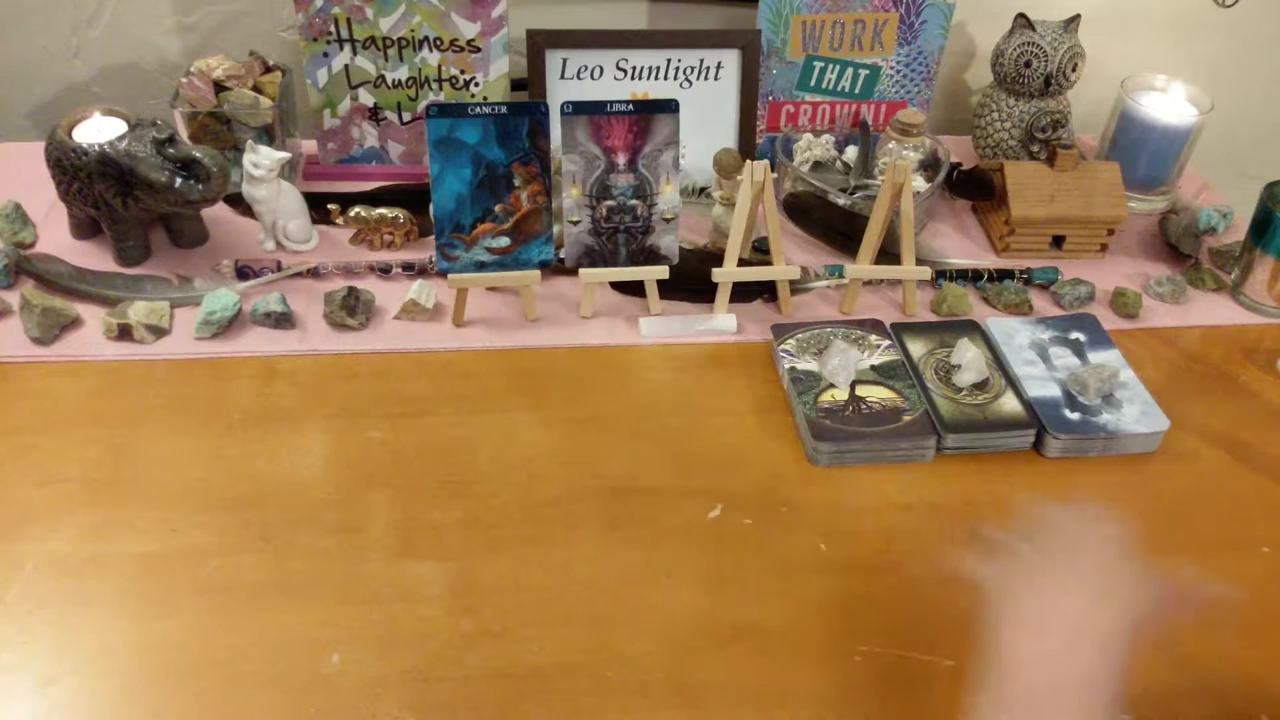 Happiness
Laughter
& L
Leo Sunlight
WORK
THAT
CROWN!
CANCER
LIBRA